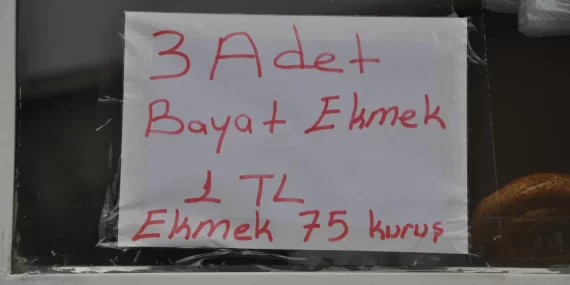 3 Adet
Bayat Ekmek
1 TL
Ekmek 75 kuruş